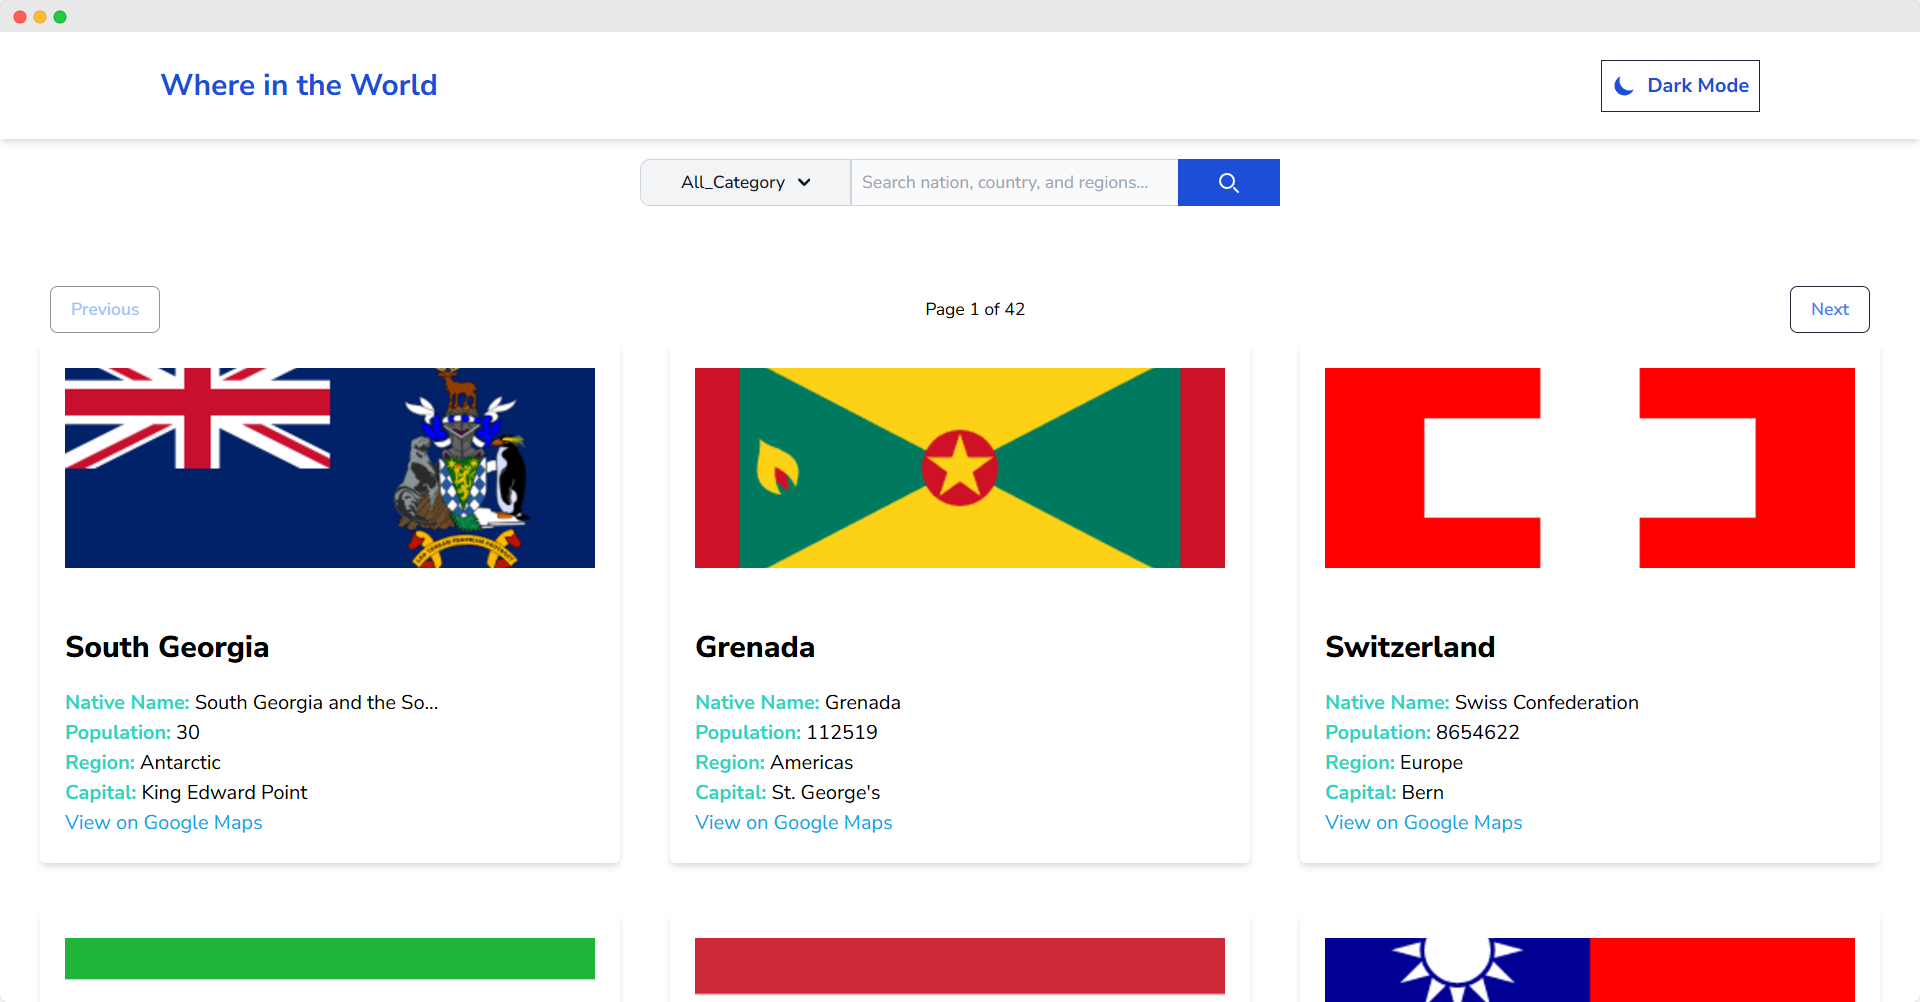 Where in the World
Dark Mode
All_Category
Search nation, country, and regions...
Previous
Page 1 of 42
Next
South Georgia
Native Name: South Georgia and the So...
Population: 30
Region: Antarctic
Capital: King Edward Point
View on Google Maps
Grenada
Native Name: Grenada
Population: 112519
Region: Americas
Capital: St. George's
View on Google Maps
Switzerland
Native Name: Swiss Confederation
Population: 8654622
Region: Europe
Capital: Bern
View on Google Maps